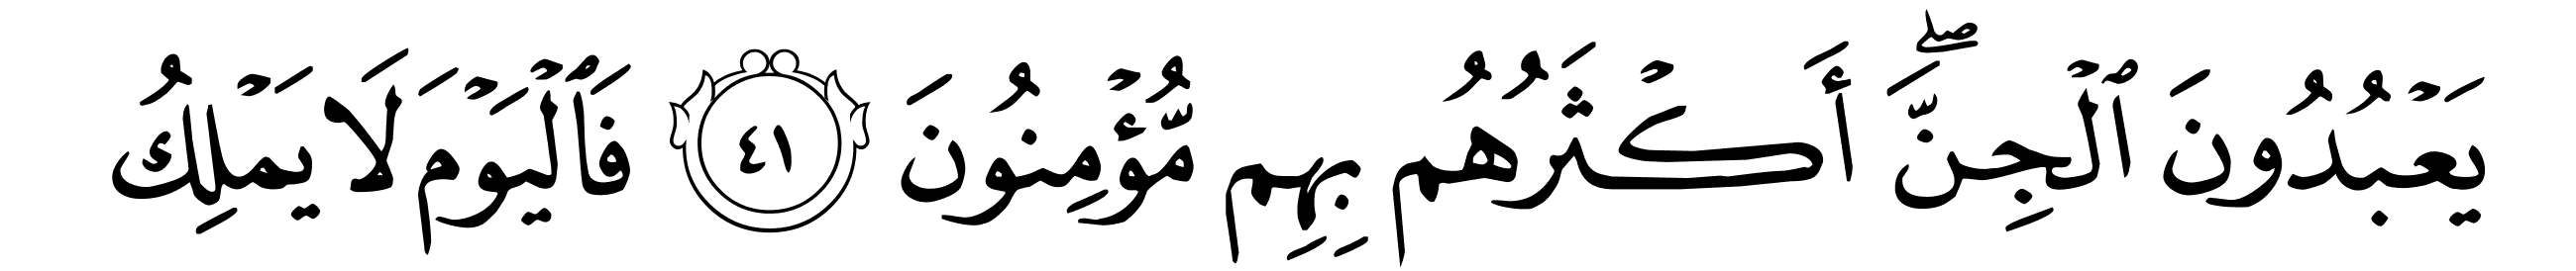 يَعْبُدُونَ ٱلْجِنَّ ۖ أَكْثَرُهُم بِهِم مُّؤْمِنُونَ ٤١ فَٱلْيَوْمَ لَا يَمْلِكُ